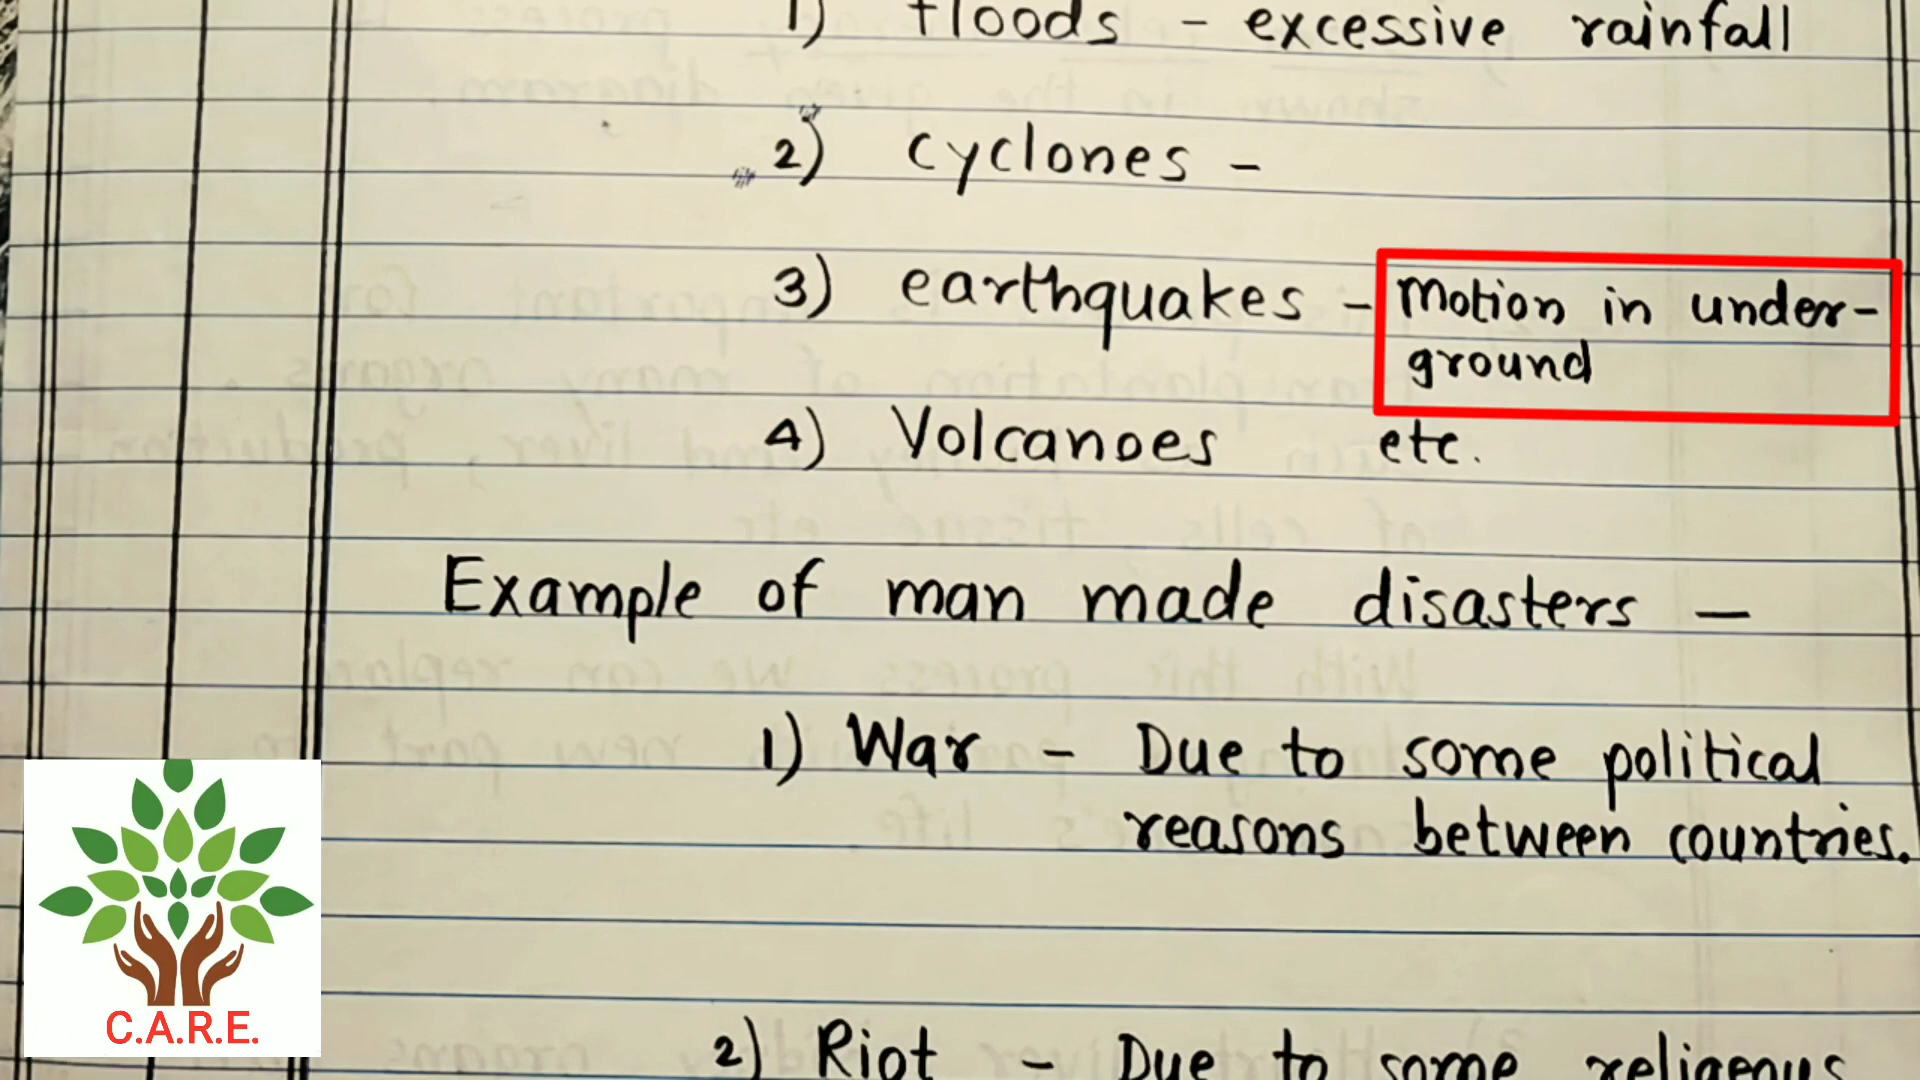 1) floods - excessive rainfall
2) cyclones -
3) earthquakes - Motion in under-
ground
4) Volcanoes etc.
Example of man made disasters -
1) War - Due to some political
reasons between countries.
2) Riot - Due to some religeous
C.A.R.E.